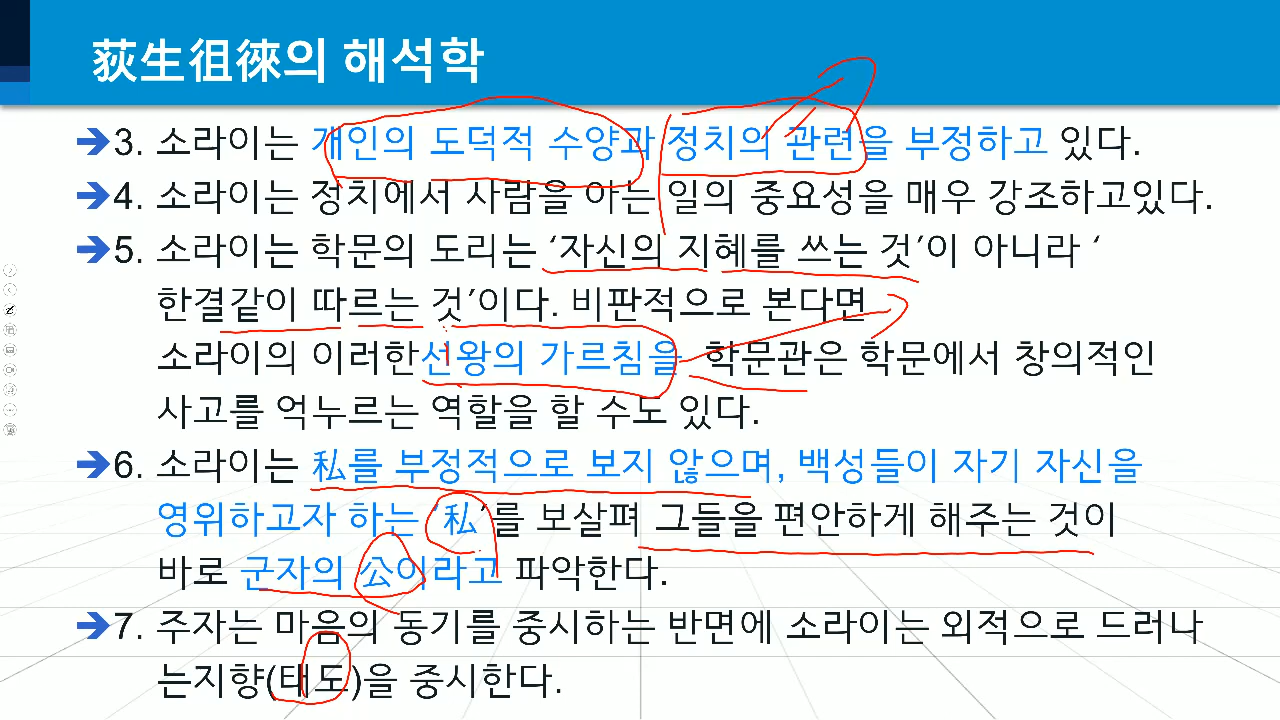 荻生徂徠의 해석학
➔3. 소라이는 개인의 도덕적 수양과 정치의 관련을 부정하고 있다.
➔4. 소라이는 정치에서 사람을 아는 일의 중요성을 매우 강조하고있다.
➔5. 소라이는 학문의 도리는 ‘자신의 지혜를 쓰는 것’이 아니라 ‘
한결같이 따르는 것’이다. 비판적으로 본다면
소라이의 이러한선왕의 가르침을 학문관은 학문에서 창의적인
사고를 억누르는 역할을 할 수도 있다.
➔6. 소라이는 私를 부정적으로 보지 않으며, 백성들이 자기 자신을
영위하고자 하는 ‘私’를 보살펴 그들을 편안하게 해주는 것이
바로 군자의 公이라고 파악한다.
➔7. 주자는 마음의 동기를 중시하는 반면에 소라이는 외적으로 드러나
는지향(태도)을 중시한다.